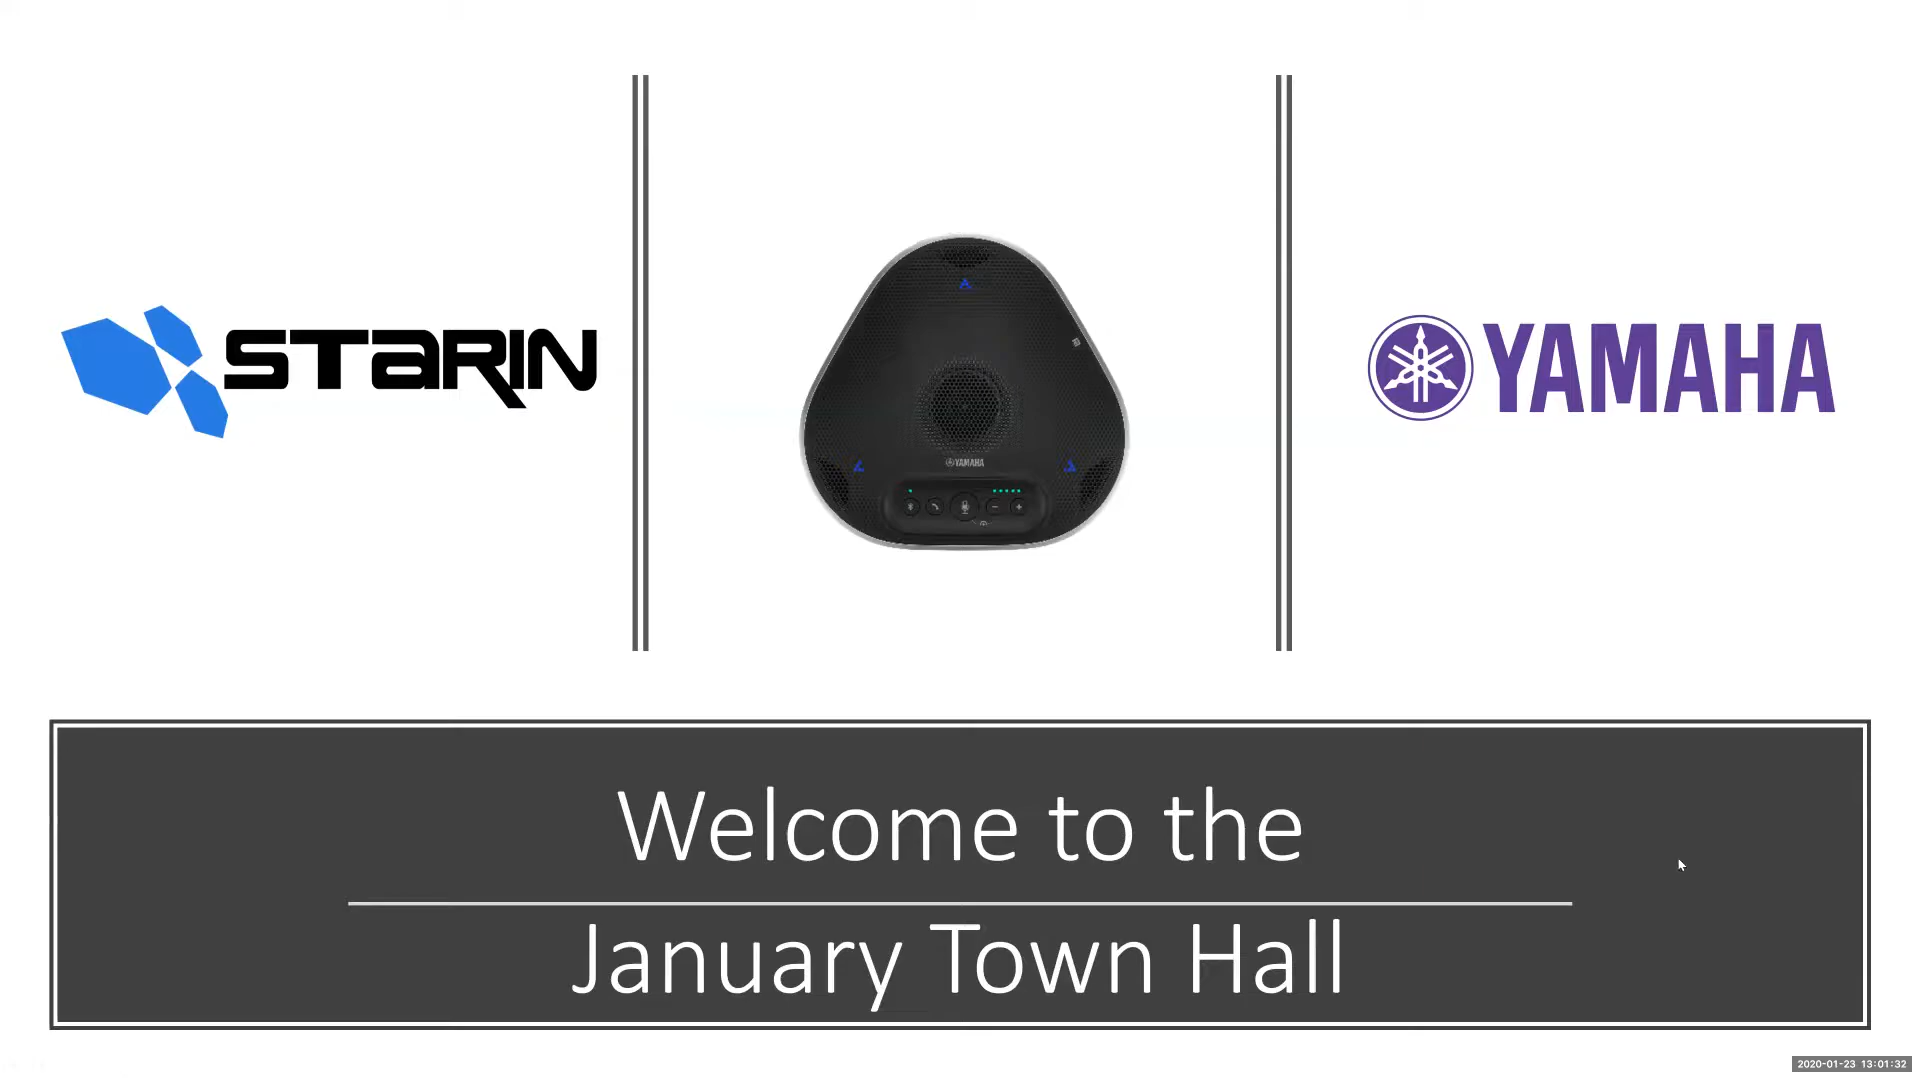 STARIN
YAMAHA
YAMAHA
Welcome to the
January Town Hall
2020-01-23 13:01:32